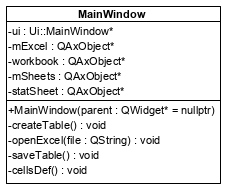 MainWindow
-ui : Ui::MainWindow*
-mExcel : QAxObject*
-workbook : QAxObject*
-mSheets : QAxObject*
-statSheet : QAxObject*
+MainWindow(parent : QWidget* = nullptr)
-createTable() : void
-openExcel(file : QString) : void
-saveTable() : void
-cellsDef() : void